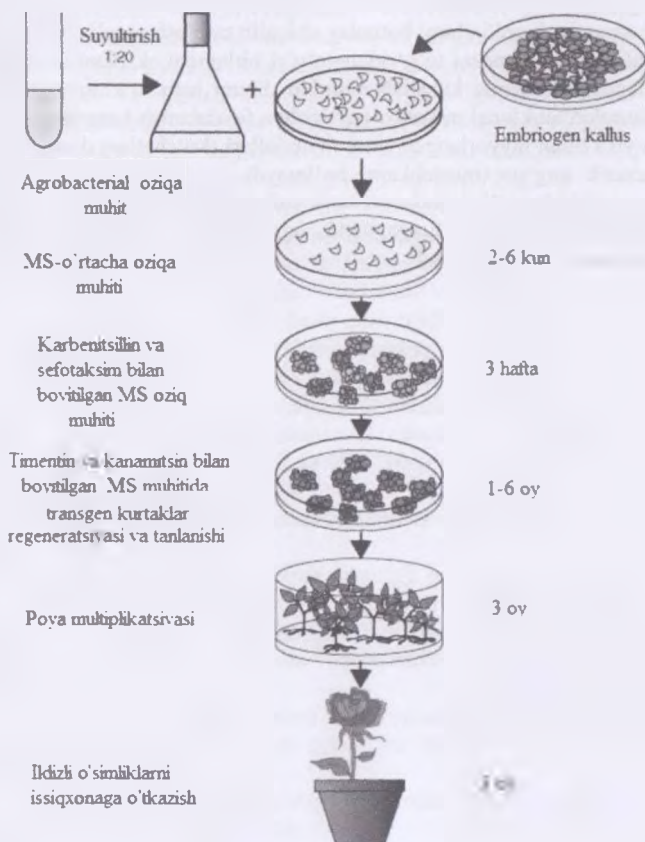 Suyultirish
1:20
+
Embriogen kallus
Agrobacterial oziqa
muhit
MS-o'rtacha oziqa
muhiti
2-6 kun
Karbenitsillin va
sefotaksim bilan
boyitilgan MS oziq
muhiti
3 hafta
Timentin va kanamitsin bilan
boyitilgan MS muhitida
transgen kurtaklar
regeneratsiyasi va tanlanishi
1-6 oy
Poya multiplikatsiyasi
3 oy
Ildizli o'simliklarni
issiqxonaga o'tkazish
oy